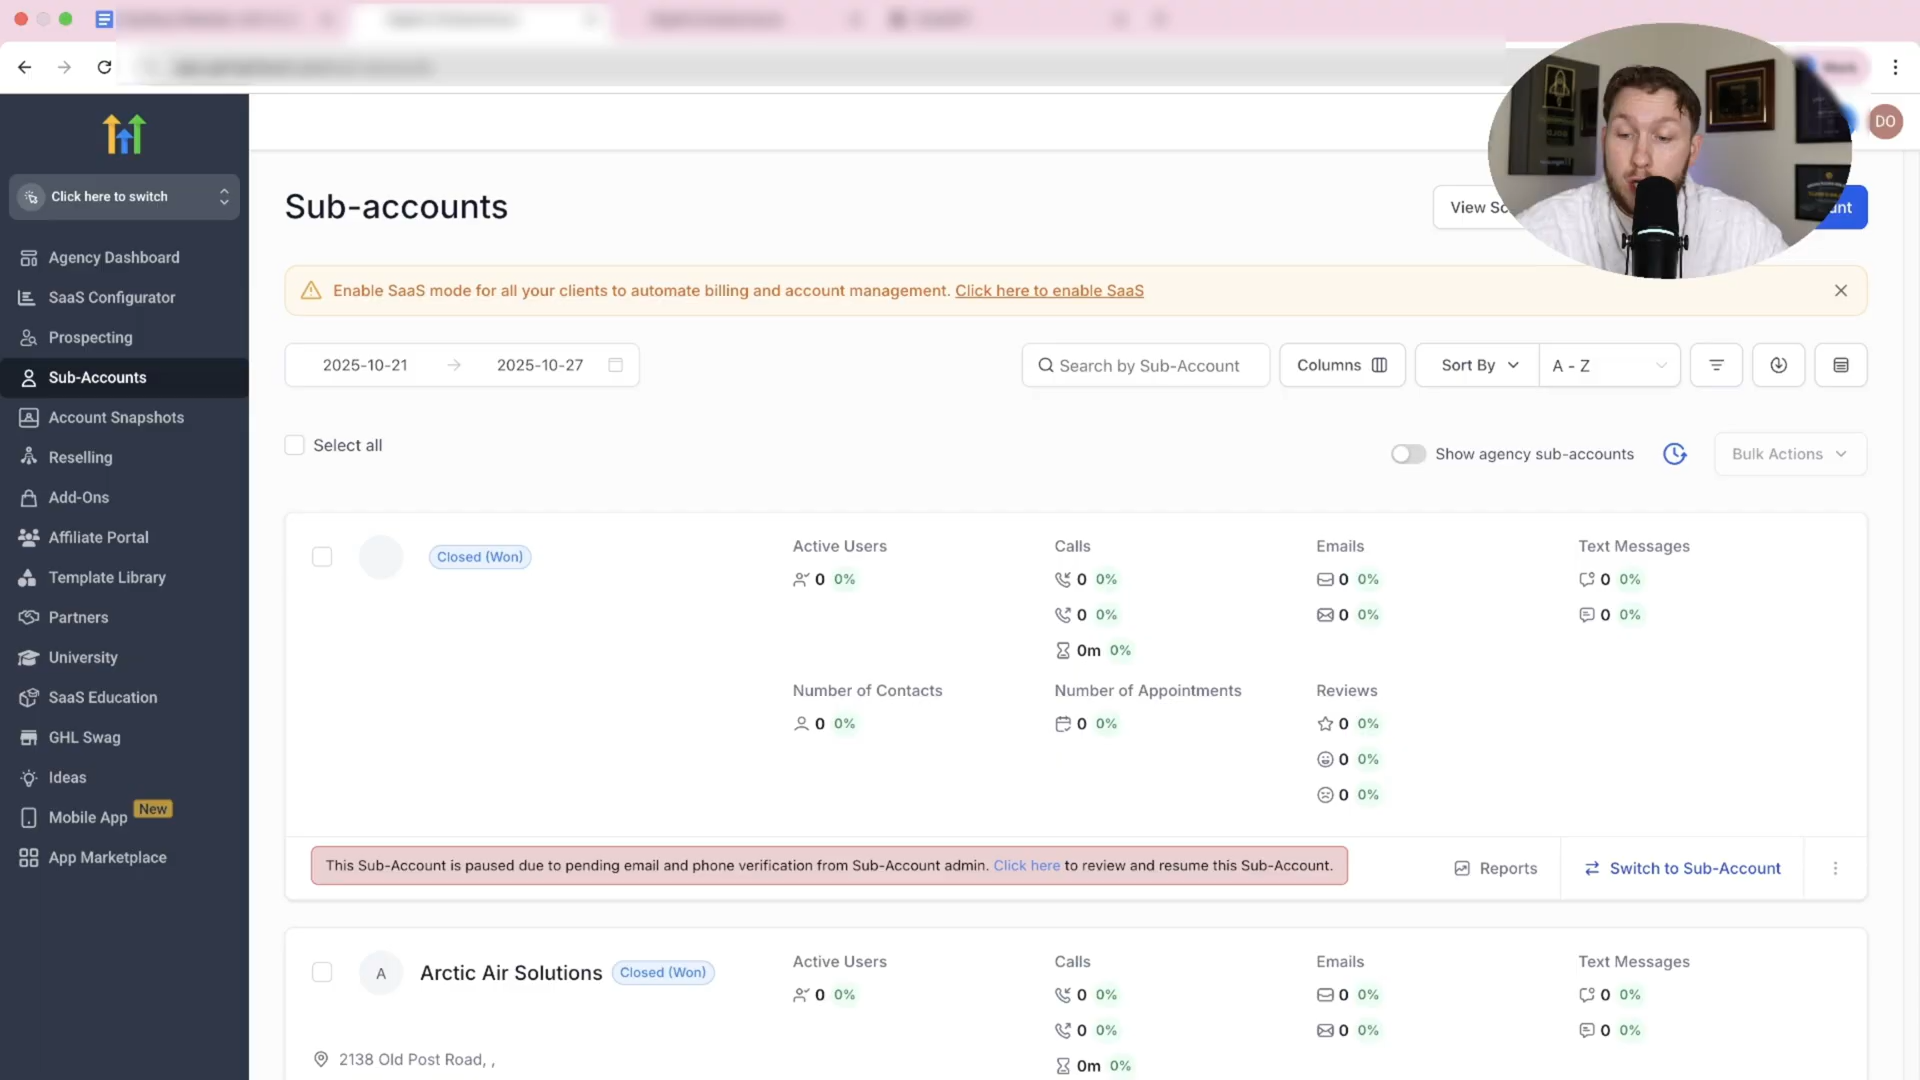 Click here to switch
Agency Dashboard
SaaS Configurator
Prospecting
Sub-Accounts
Account Snapshots
Reselling
Add-Ons
Affiliate Portal
Template Library
Partners
University
SaaS Education
GHL Swag
Ideas
Mobile App New
App Marketplace
DO
Sub-accounts
View Sc
unt
Enable SaaS mode for all your clients to automate billing and account management. Click here to enable SaaS
2025-10-21 → 2025-10-27
Search by Sub-Account
Columns
Sort By
A - Z
Select all
Show agency sub-accounts
Bulk Actions
Closed (Won)
Active Users
0 0%
Calls
0 0%
0 0%
0m 0%
Emails
0 0%
0 0%
Text Messages
0 0%
0 0%
Number of Contacts
0 0%
Number of Appointments
0 0%
Reviews
0 0%
0 0%
0 0%
This Sub-Account is paused due to pending email and phone verification from Sub-Account admin. Click here to review and resume this Sub-Account.
Reports
Switch to Sub-Account
A
Arctic Air Solutions Closed (Won)
2138 Old Post Road, ,
Active Users
0 0%
Calls
0 0%
0 0%
0m 0%
Emails
0 0%
0 0%
Text Messages
0 0%
0 0%